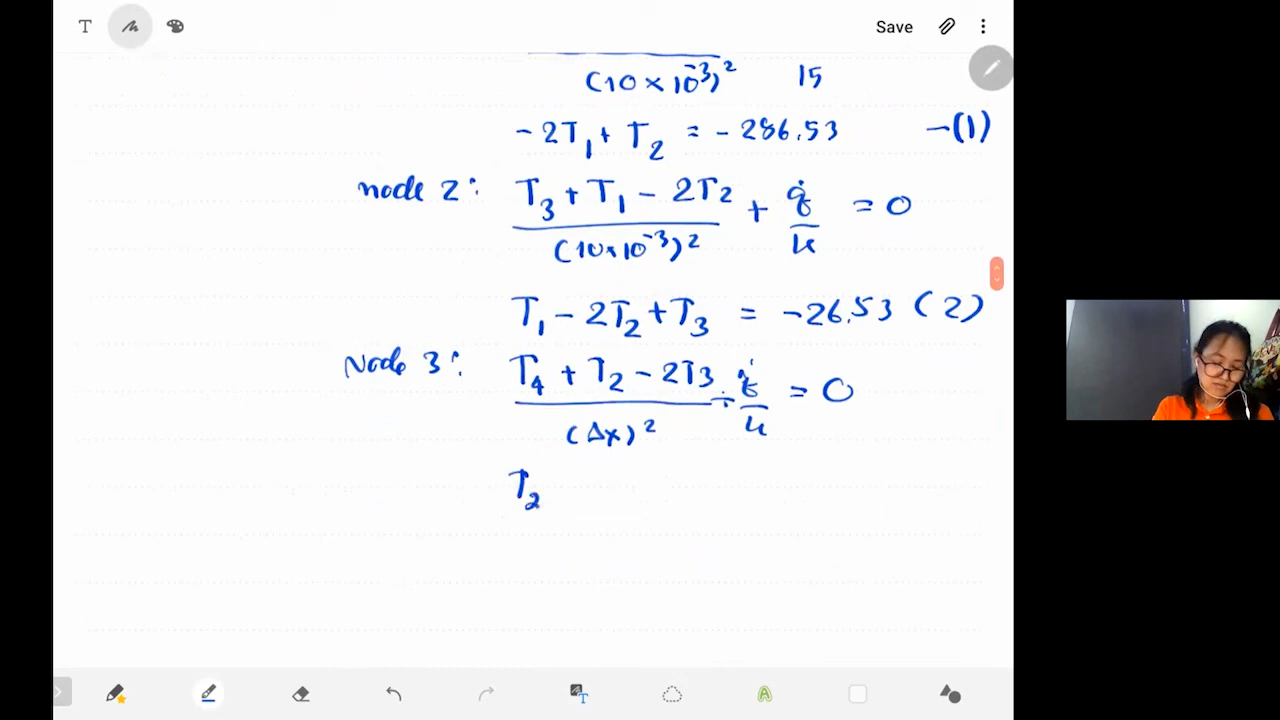 T Save
(10 × 10⁻³)² 15
-2T₁ + T₂ = -286.53 -(1)
node 2: T₃ + T₁ - 2T₂ / (10×10⁻³)² + q̇/k = 0
T₁ - 2T₂ + T₃ = -26.53 (2)
Node 3: T₄ + T₂ - 2T3 / (Δx)² + q̇/k = 0
T₂